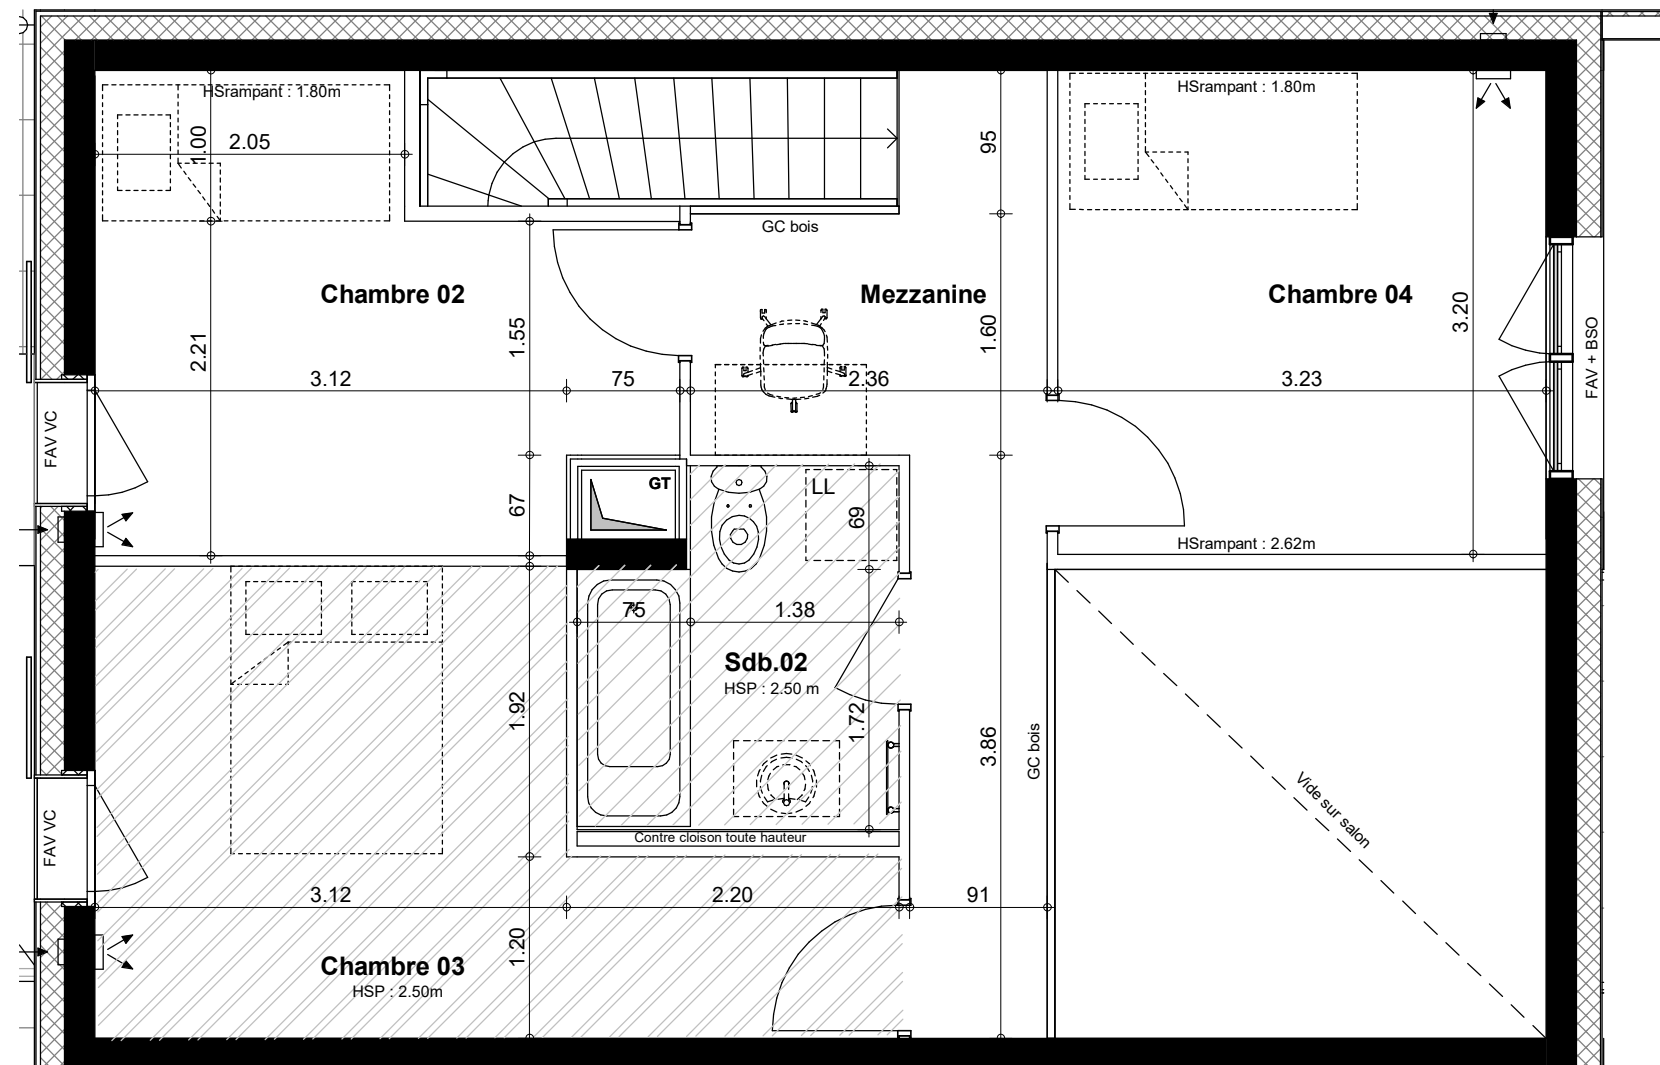 HSrampant : 1.80m
HSrampant : 1.80m
1.00
2.05
95
GC bois
Chambre 02
Mezzanine
Chambre 04
2.21
1.55
1.60
3.20
FAV + BSO
3.12
75
2.36
3.23
FAV VC
67
GT
LL
69
HSrampant : 2.62m
75
1.38
Sdb.02
HSP : 2.50 m
1.92
1.72
3.86
GC bois
Vide sur salon
FAV VC
Contre cloison toute hauteur
3.12
2.20
91
1.20
Chambre 03
HSP : 2.50m